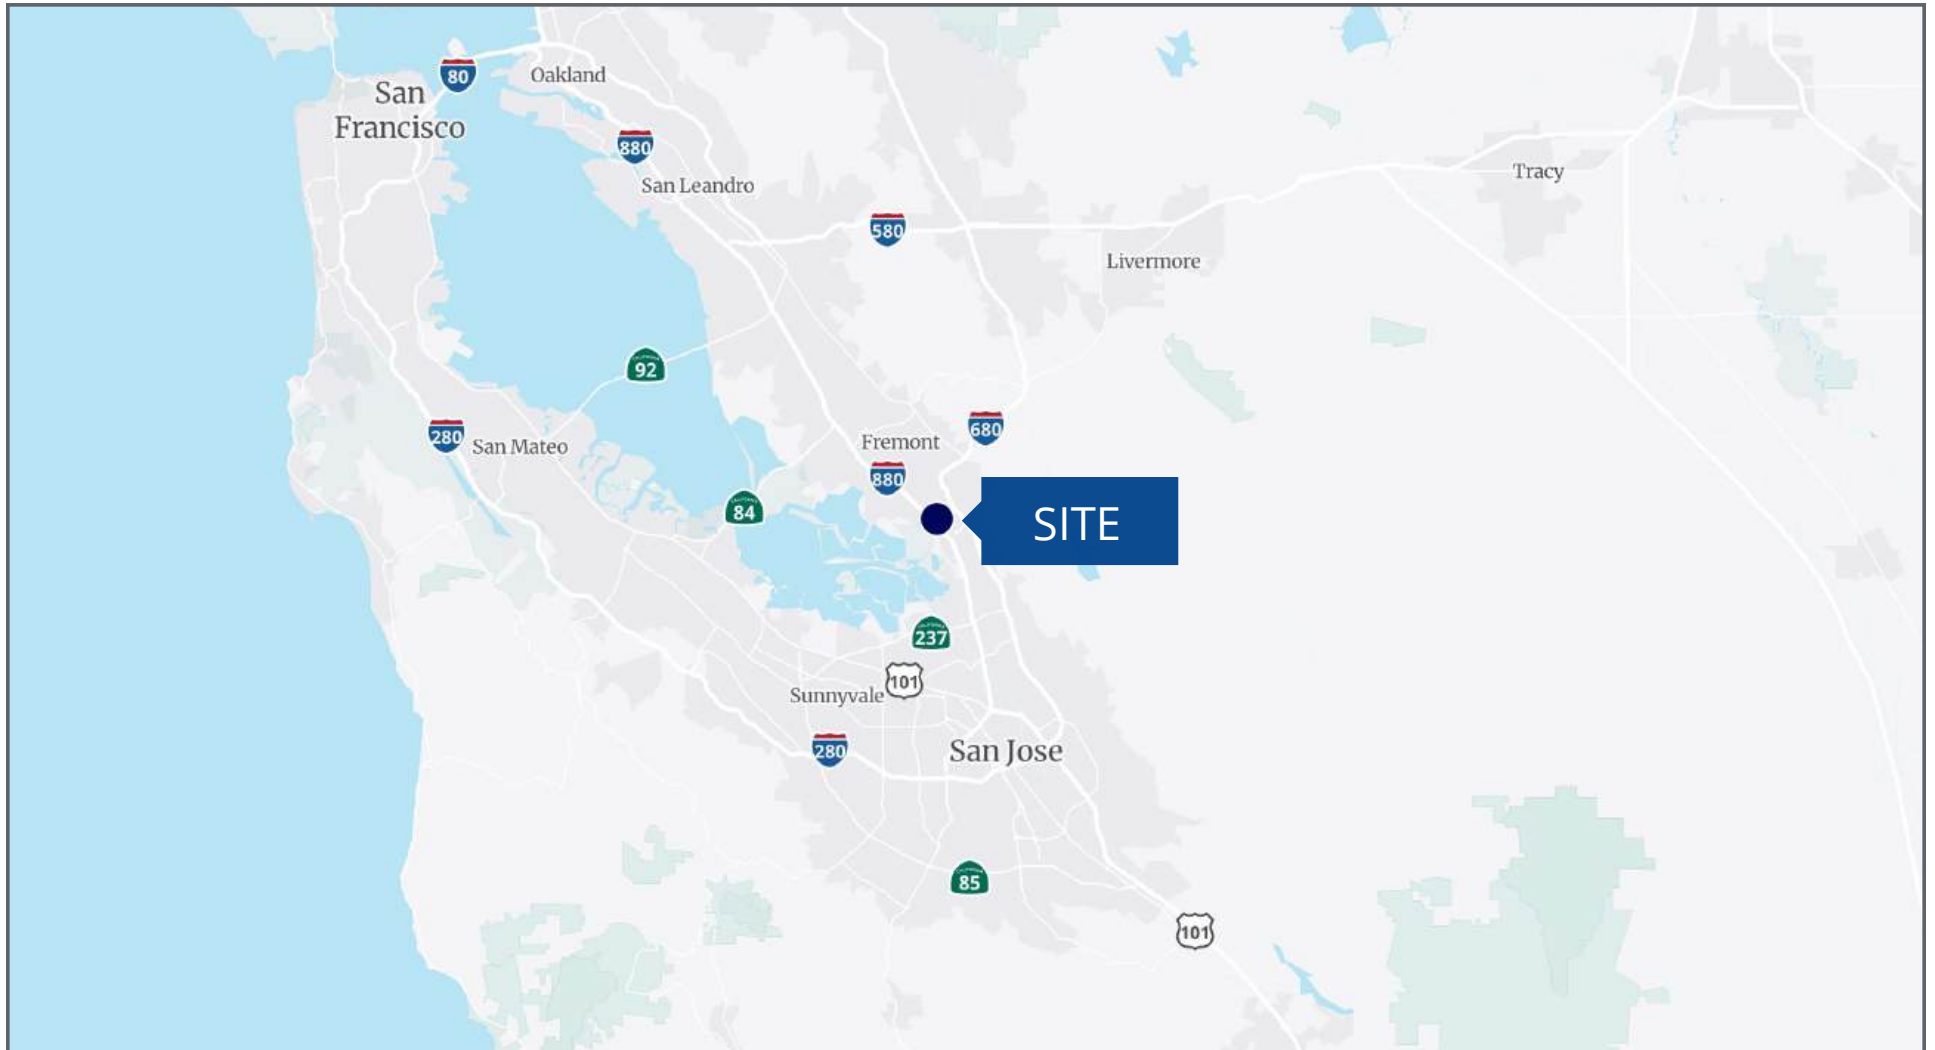 80
Oakland
San
Francisco
880
San Leandro
Tracy
580
Livermore
92
280
San Mateo
Fremont
680
880
84
SITE
237
101
Sunnyvale
280
San Jose
85
101